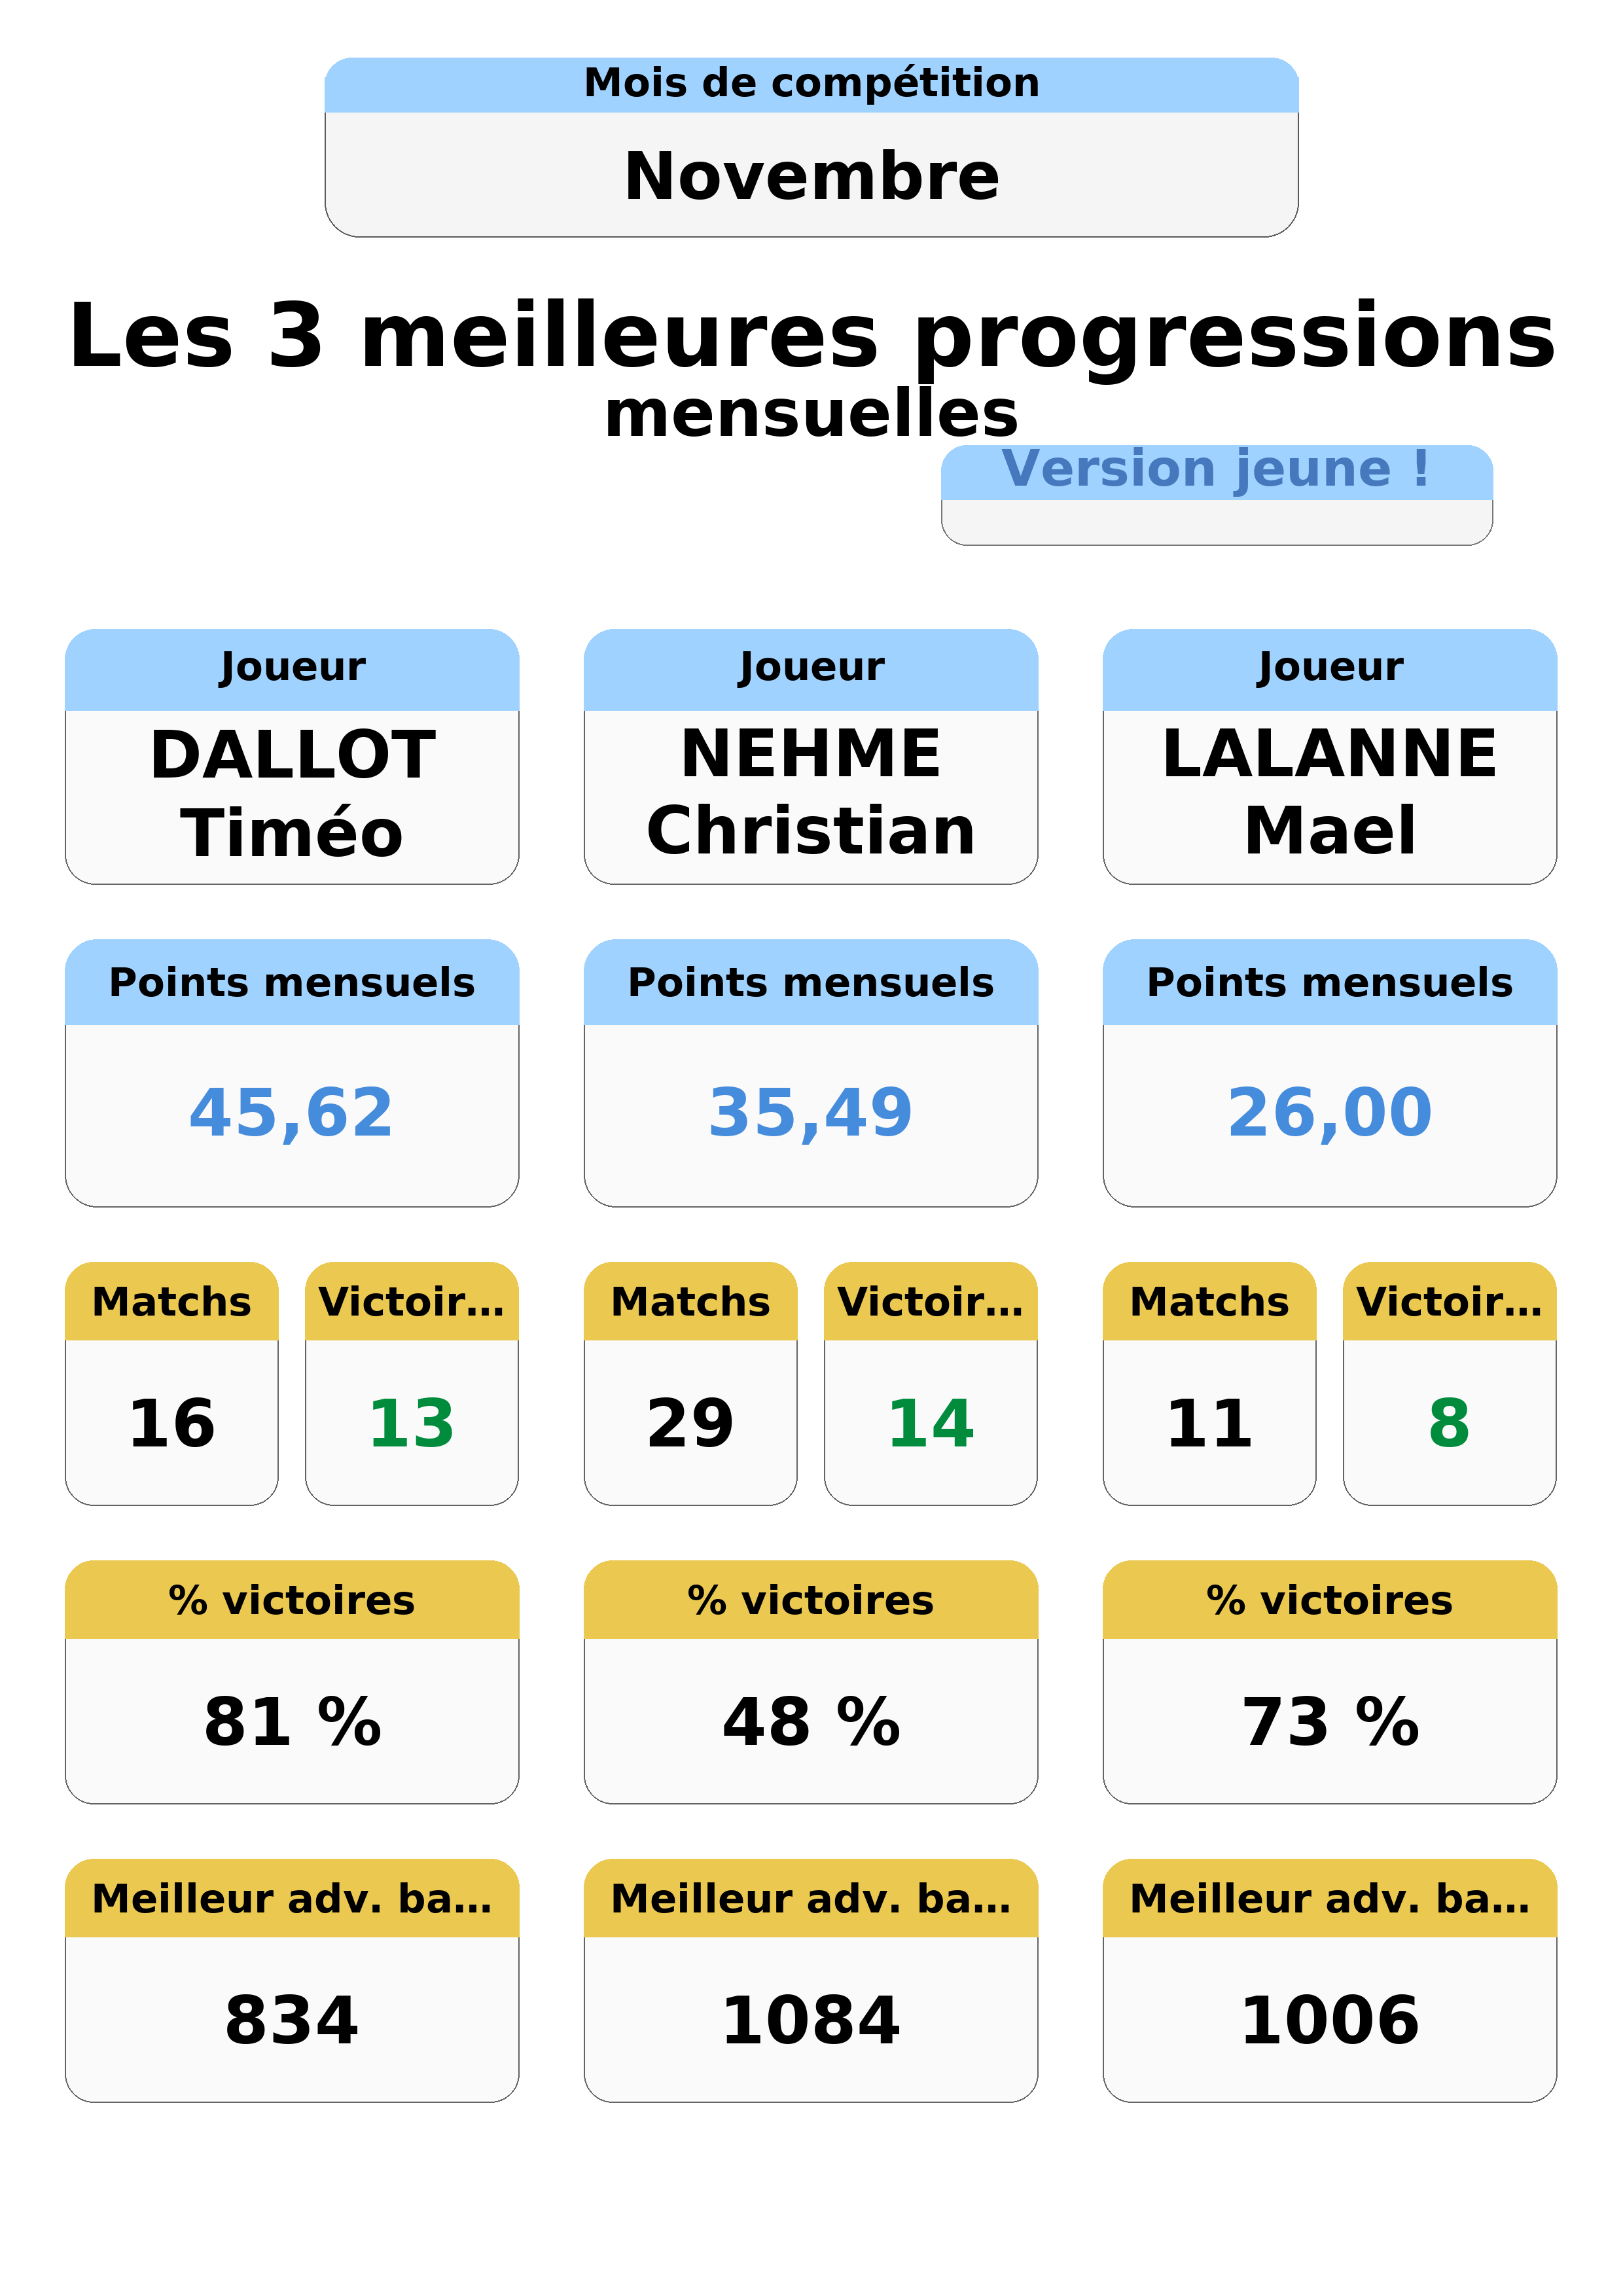 Mois de compétition
Novembre
Les 3 meilleures progressions
mensuelles
Version jeune !
Joueur
DALLOT
Timéo
Joueur
NEHME
Christian
Joueur
LALANNE
Mael
Points mensuels
45,62
Points mensuels
35,49
Points mensuels
26,00
Matchs
16
Victoir...
13
Matchs
29
Victoir...
14
Matchs
11
Victoir...
8
% victoires
81 %
% victoires
48 %
% victoires
73 %
Meilleur adv. ba...
834
Meilleur adv. ba...
1084
Meilleur adv. ba...
1006